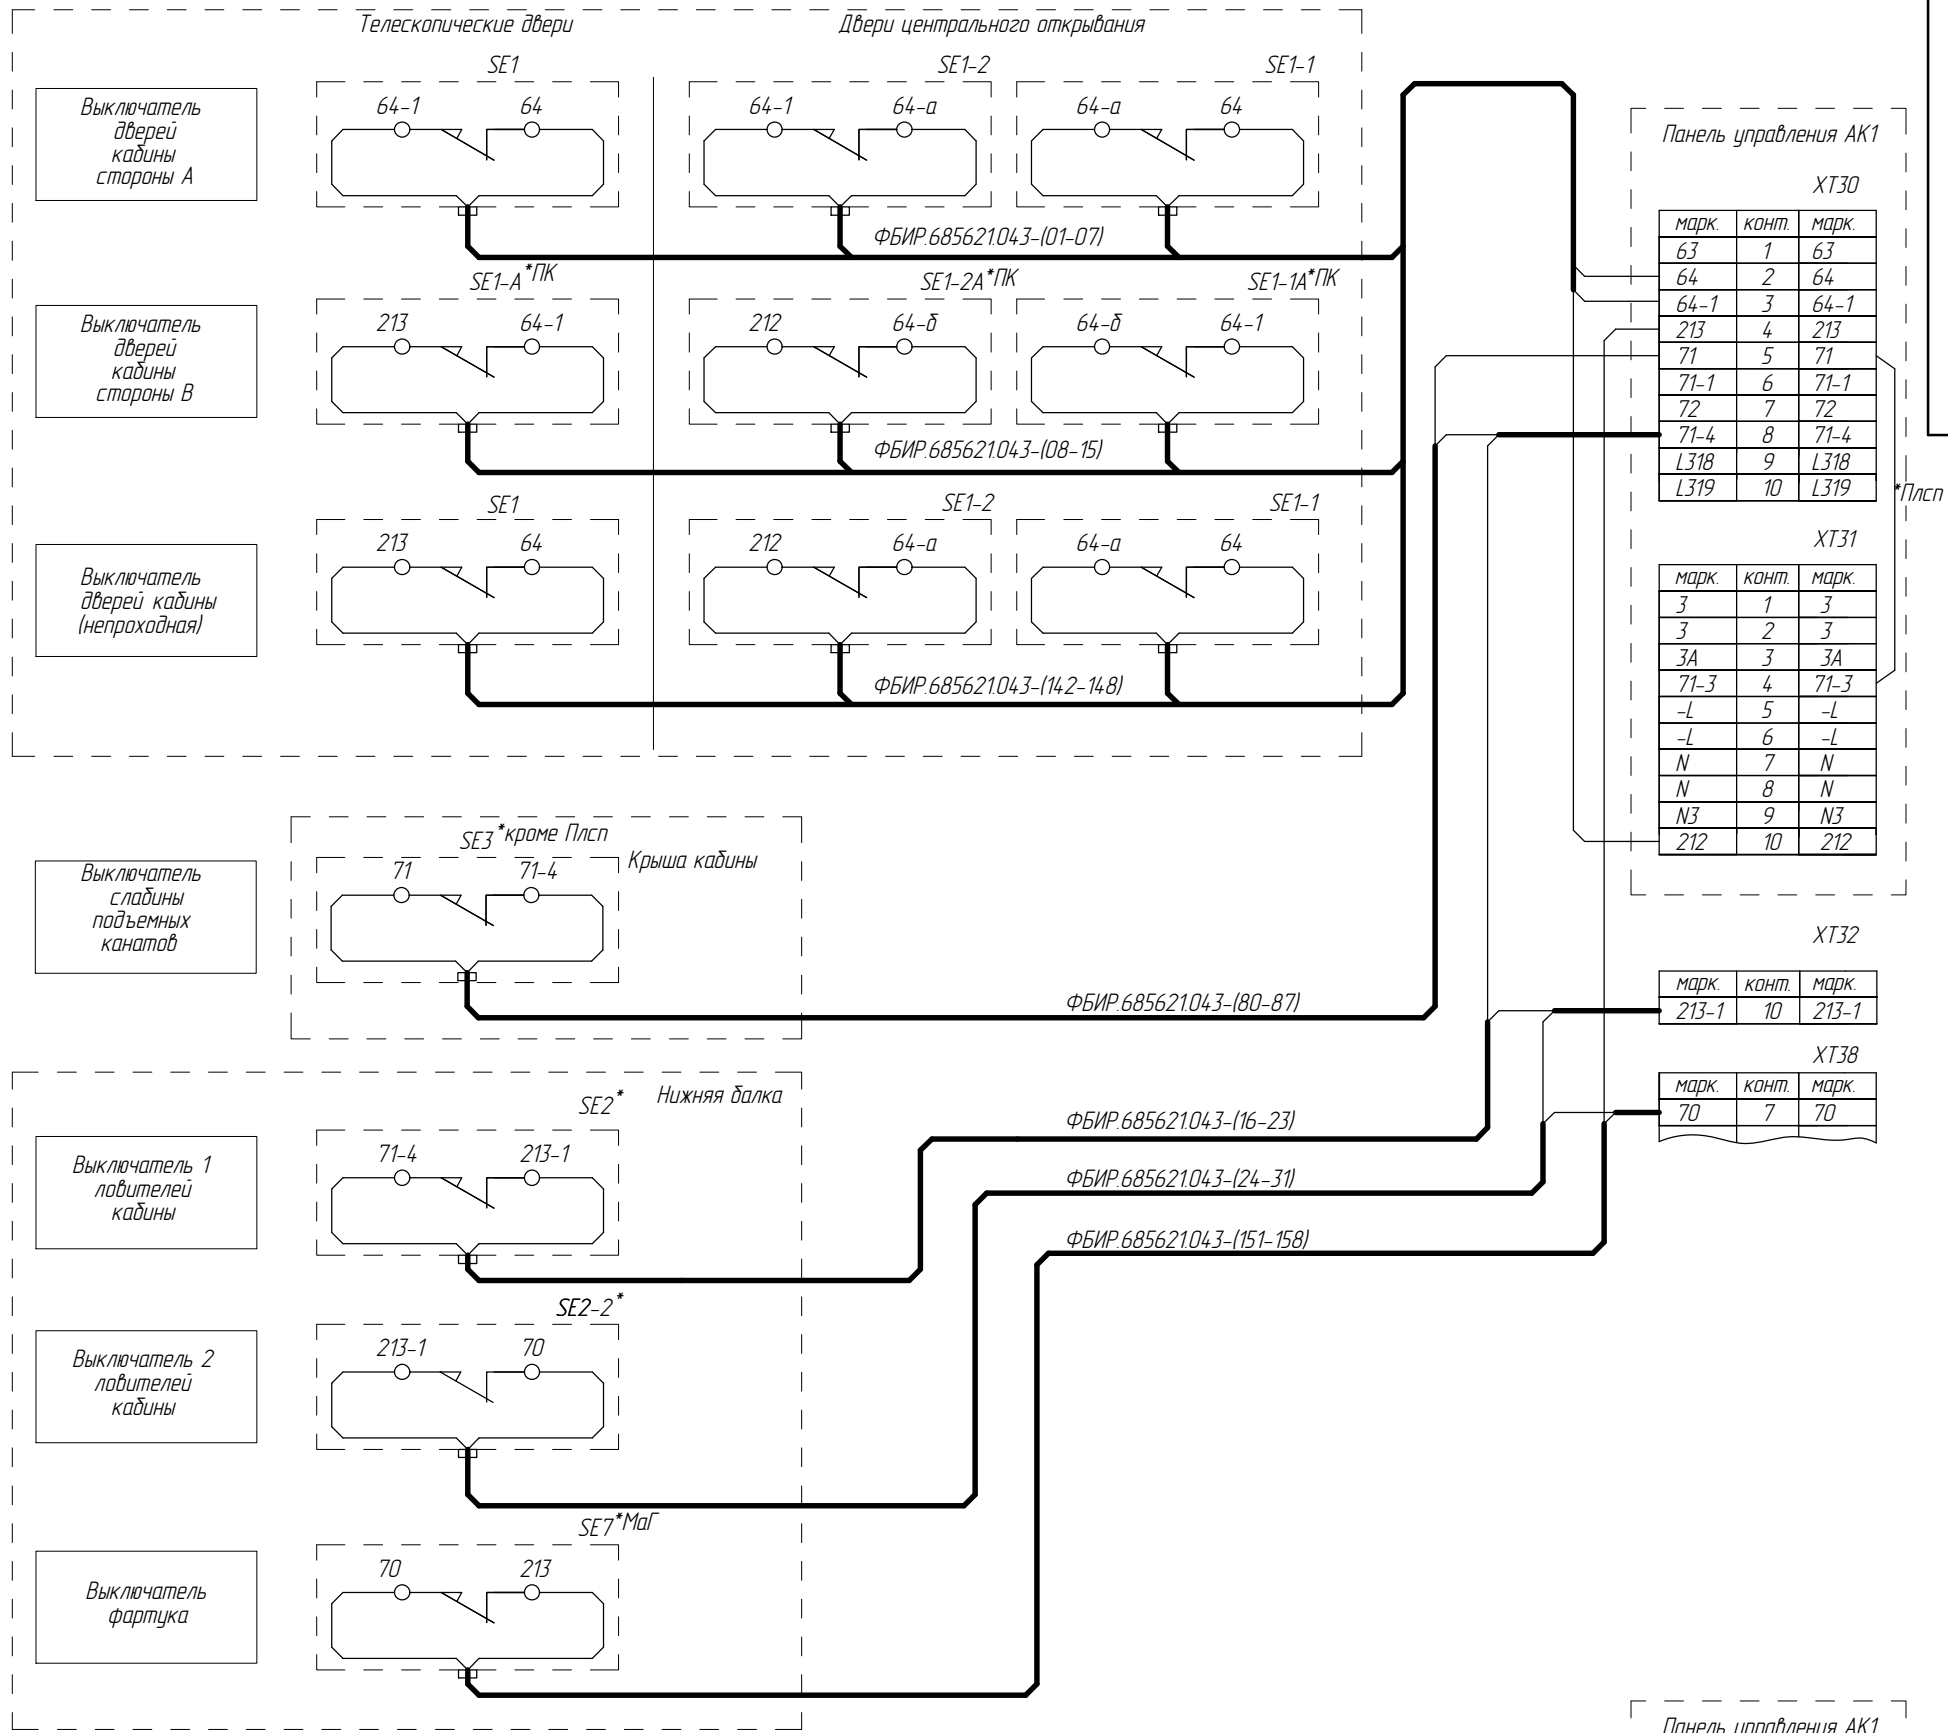 Телескопические двери
Двери центрального открывания
SE1
SE1-2
SE1-1
Выключатель
дверей
кабины
стороны А
64-1 64
64-1 64-а
64-а 64
ФБИР.685621.043-(01-07)
SE1-А*ПК
SE1-2А*ПК
SE1-1А*ПК
Выключатель
дверей
кабины
стороны В
213 64-1
212 64-б
64-б 64-1
ФБИР.685621.043-(08-15)
SE1
SE1-2
SE1-1
Выключатель
дверей кабины
(непроходная)
213 64
212 64-а
64-а 64
ФБИР.685621.043-(142-148)
SE3*кроме Плсп
Крыша кабины
Выключатель
слабины
подъемных
канатов
71 71-4
ФБИР.685621.043-(80-87)
Нижняя балка
SE2*
Выключатель 1
ловителей
кабины
71-4 213-1
ФБИР.685621.043-(16-23)
ФБИР.685621.043-(24-31)
ФБИР.685621.043-(151-158)
SE2-2*
Выключатель 2
ловителей
кабины
213-1 70
SE7*МаГ
Выключатель
фартука
70 213
Панель управления АК1
XT30
марк. конт. марк.
63 1 63
64 2 64
64-1 3 64-1
213 4 213
71 5 71
71-1 6 71-1
72 7 72
71-4 8 71-4
L318 9 L318
L319 10 L319
*Плсп
XT31
марк. конт. марк.
3 1 3
3 2 3
3А 3 3А
71-3 4 71-3
-L 5 -L
-L 6 -L
N 7 N
N 8 N
N3 9 N3
212 10 212
XT32
марк. конт. марк.
213-1 10 213-1
XT38
марк. конт. марк.
70 7 70
Панель управления АК1